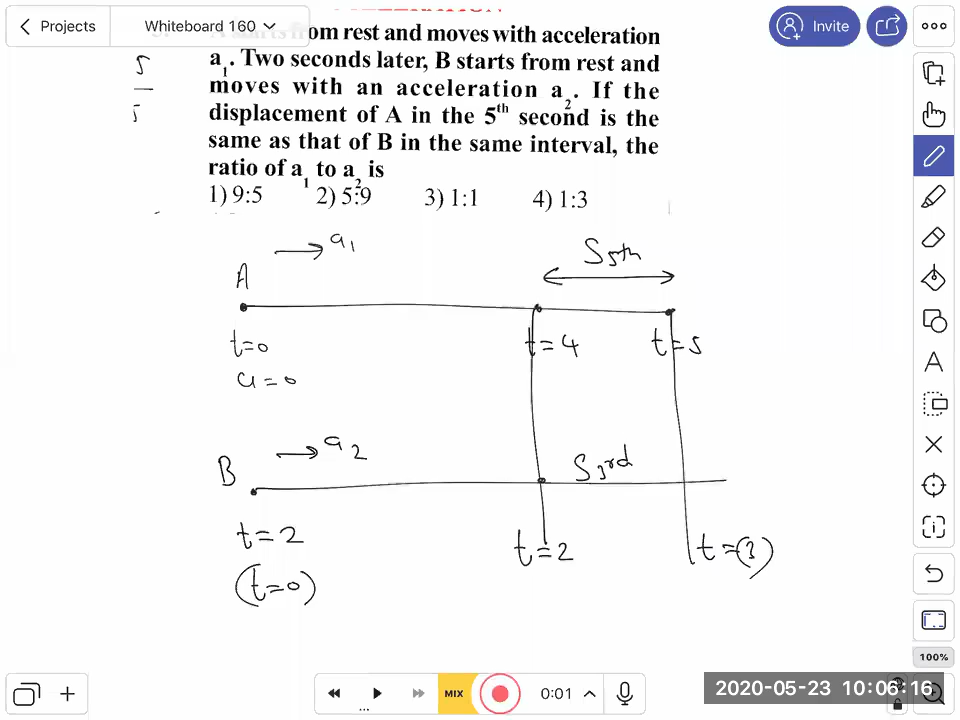 Projects
Whiteboard 160
Invite
from rest and moves with acceleration
a1. Two seconds later, B starts from rest and
moves with an acceleration a2. If the
displacement of A in the 5th second is the
same as that of B in the same interval, the
ratio of a1 to a2 is
1) 9:5 2) 5:9 3) 1:1 4) 1:3
5
5
a1
S5th
A
t=0
t=4
t=5
u=0
a2
B
S3rd
t=2
t=2
t=(3)
(t=0)
MIX
0:01
100%
2020-05-23 10:06:16